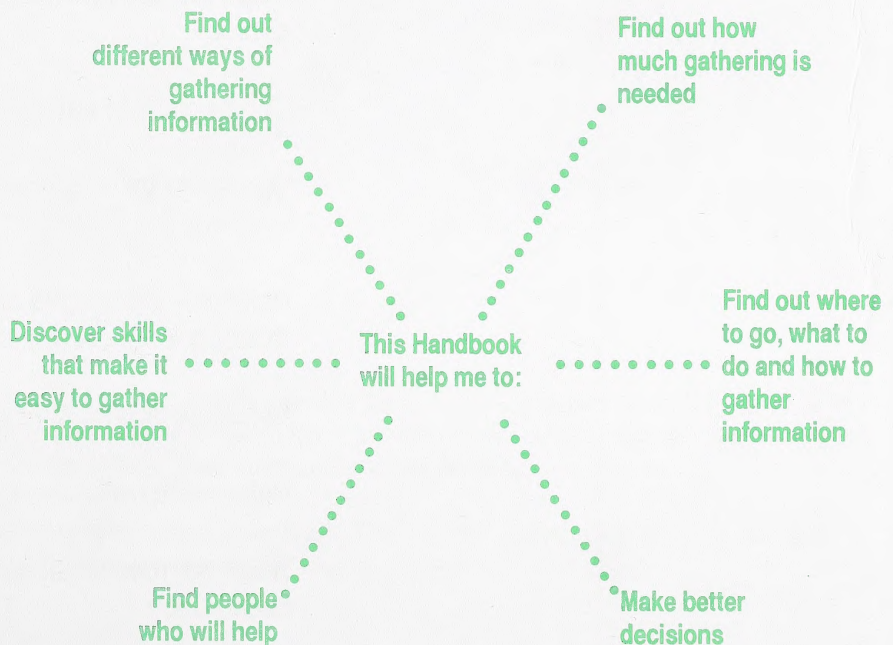 Find out
different ways of
gathering
information
Find out how
much gathering is
needed
Discover skills
that make it
easy to gather
information
This Handbook
will help me to:
Find out where
to go, what to
do and how to
gather
information
Find people
who will help
Make better
decisions